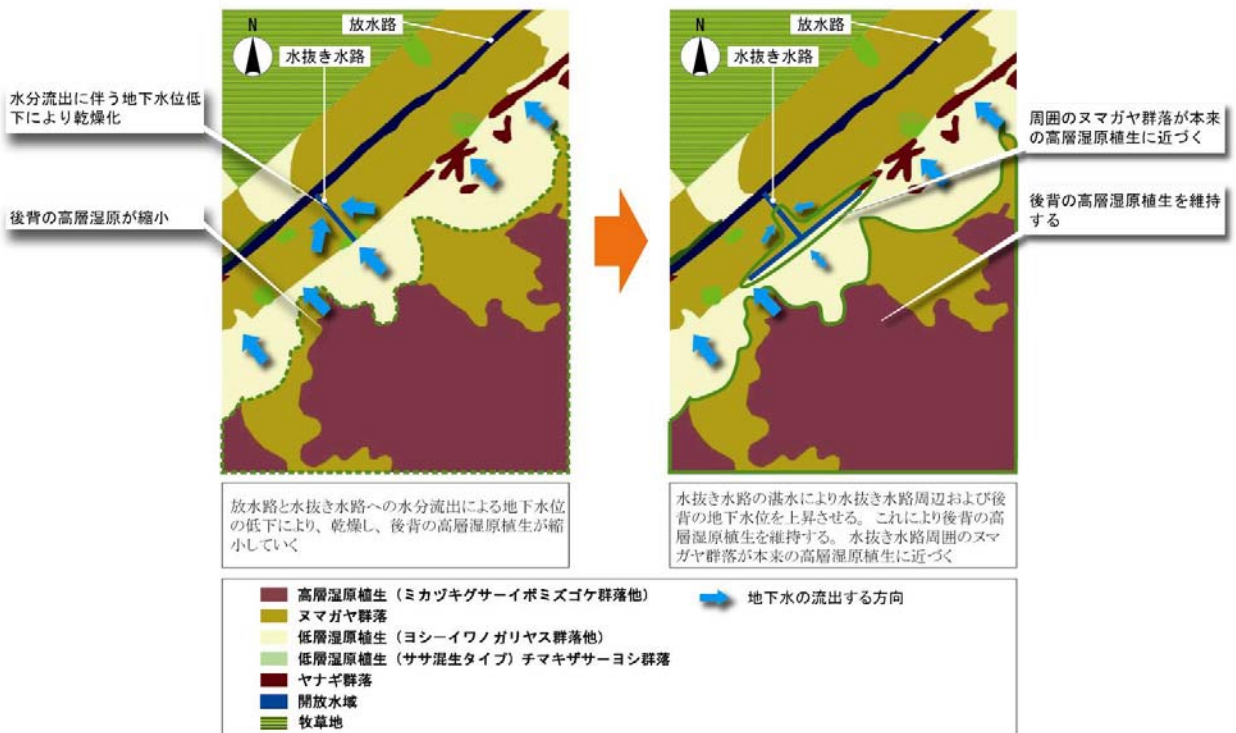 N
放水路
水抜き水路
水分流出に伴う地下水位低
下により乾燥化
後背の高層湿原が縮小
N
放水路
水抜き水路
周囲のヌマガヤ群落が本来
の高層湿原植生に近づく
後背の高層湿原植生を維持
する
放水路と水抜き水路への水分流出による地下水位
の低下により、乾燥し、後背の高層湿原植生が縮
小していく
水抜き水路の湛水により水抜き水路周辺および後
背の地下水位を上昇させる。これにより後背の高
層湿原植生を維持する。水抜き水路周囲のヌマ
ガヤ群落が本来の高層湿原植生に近づく
高層湿原植生（ミカヅキグサーイボミズゴケ群落他）
ヌマガヤ群落
低層湿原植生（ヨシーイワノガリヤス群落他）
低層湿原植生（ササ混生タイプ）チマキザサーヨシ群落
ヤナギ群落
開放水域
牧草地
地下水の流出する方向